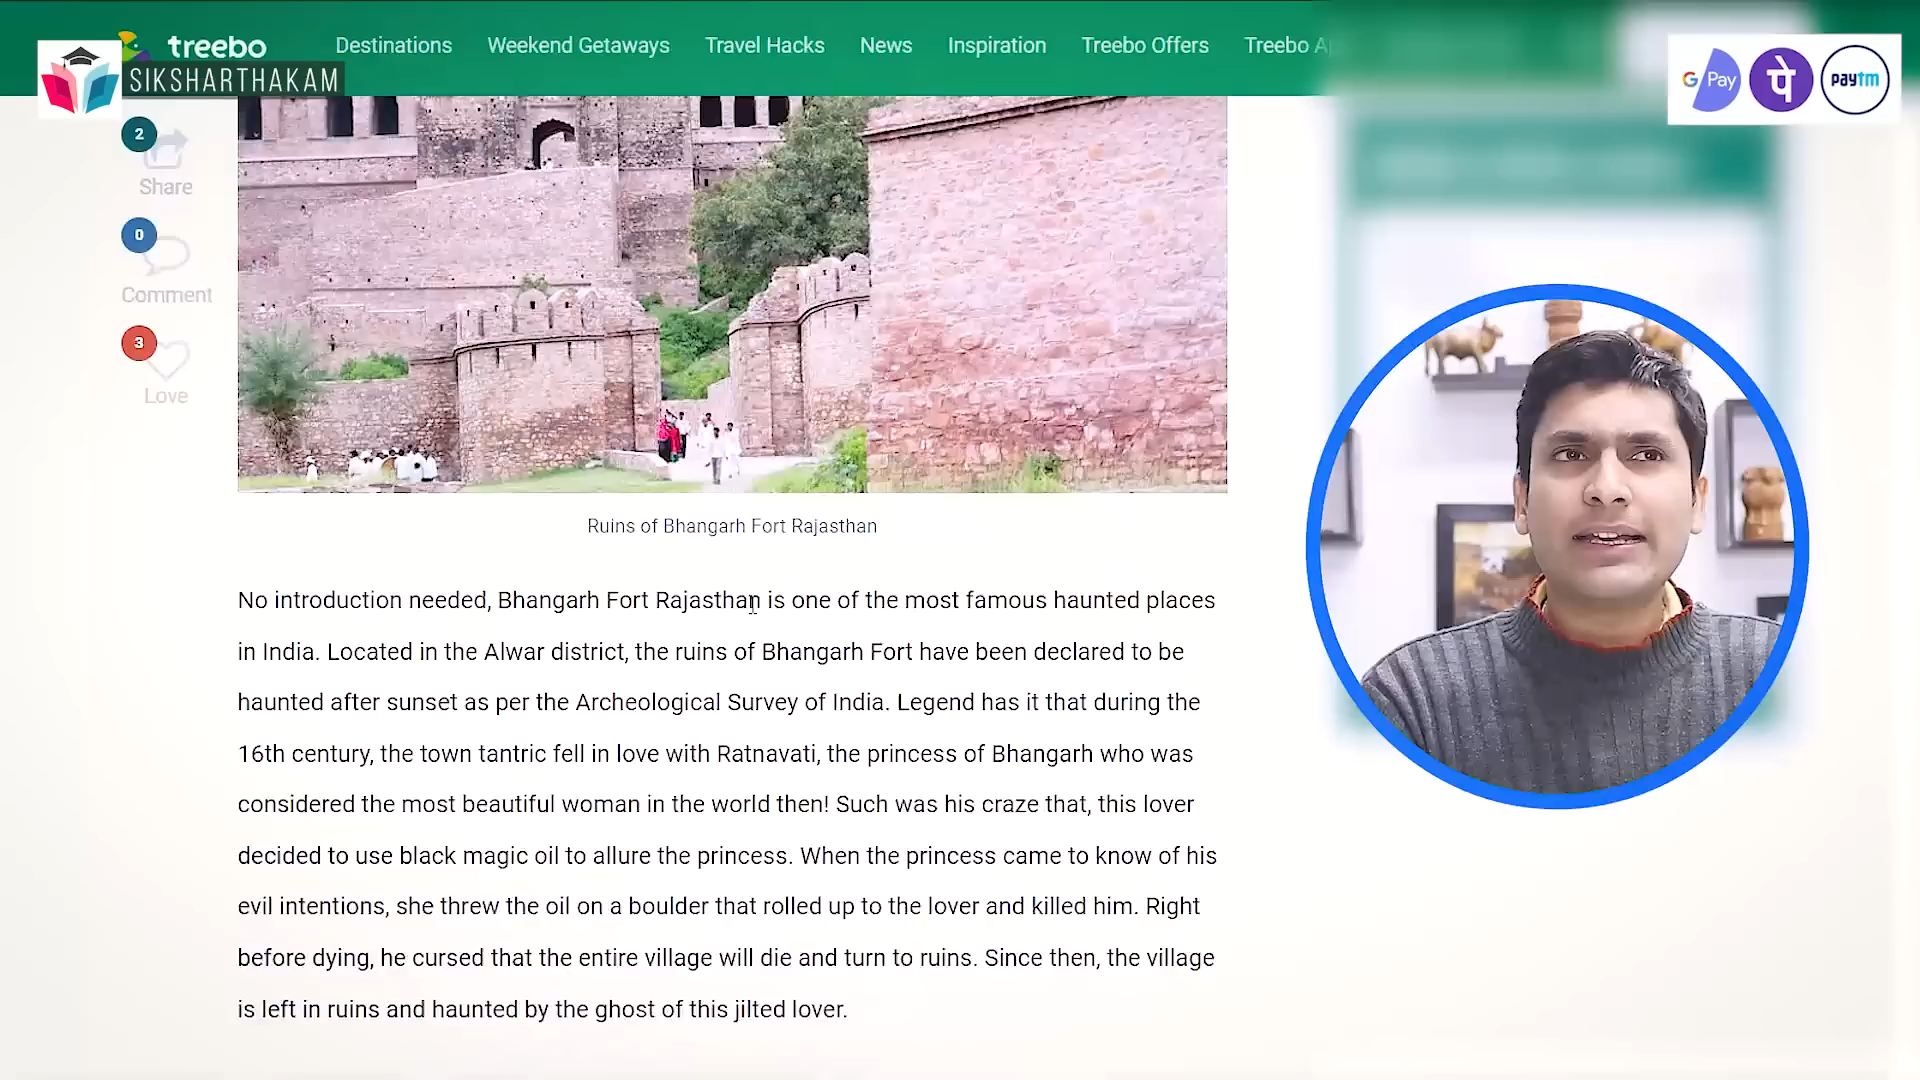 treebo
Destinations
Weekend Getaways
Travel Hacks
News
Inspiration
Treebo Offers
Treebo
SIKSHARTHAKAM
G Pay
पे
paytm
2
Share
0
Comment
3
Love
Ruins of Bhangarh Fort Rajasthan
No introduction needed, Bhangarh Fort Rajasthan is one of the most famous haunted places
in India. Located in the Alwar district, the ruins of Bhangarh Fort have been declared to be
haunted after sunset as per the Archeological Survey of India. Legend has it that during the
16th century, the town tantric fell in love with Ratnavati, the princess of Bhangarh who was
considered the most beautiful woman in the world then! Such was his craze that, this lover
decided to use black magic oil to allure the princess. When the princess came to know of his
evil intentions, she threw the oil on a boulder that rolled up to the lover and killed him. Right
before dying, he cursed that the entire village will die and turn to ruins. Since then, the village
is left in ruins and haunted by the ghost of this jilted lover.